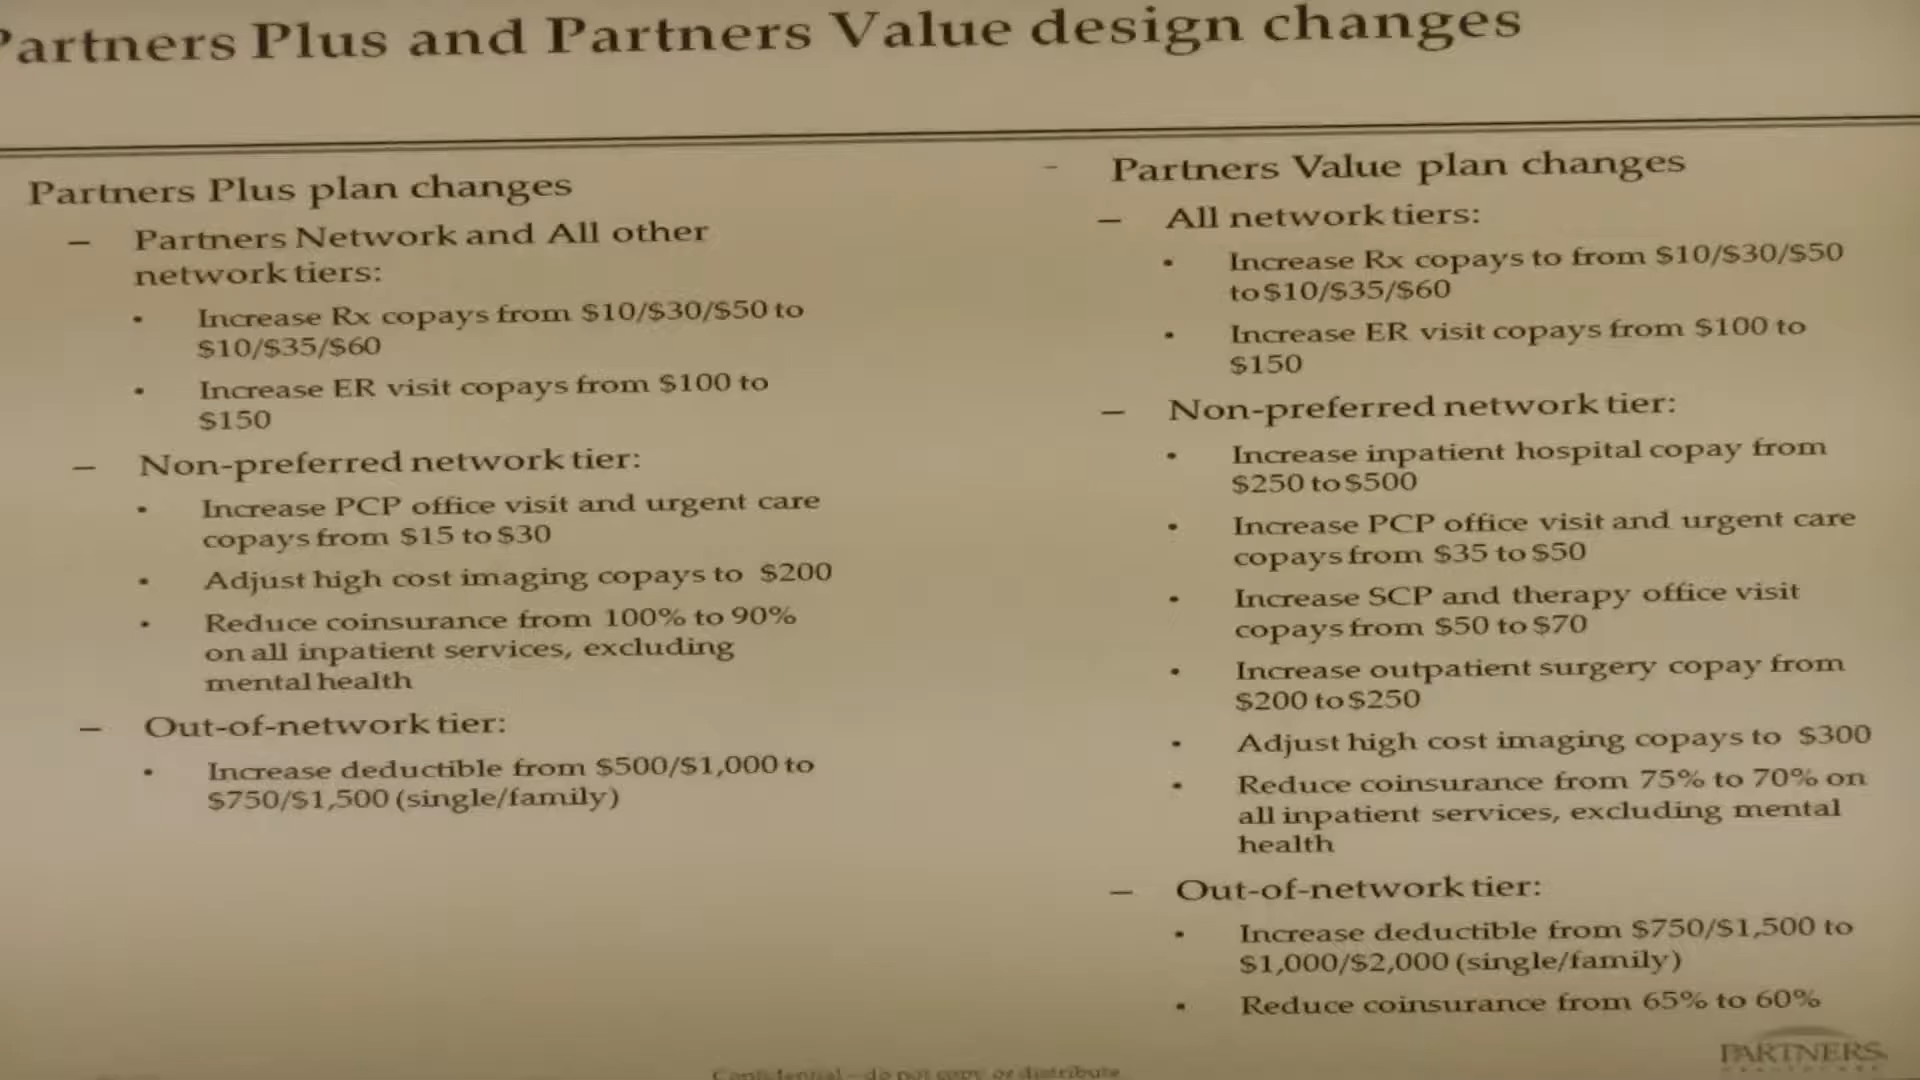 Partners Plus and Partners Value design changes
Partners Plus plan changes
– Partners Network and All other
network tiers:
• Increase Rx copays from $10/$30/$50 to
$10/$35/$60
• Increase ER visit copays from $100 to
$150
– Non-preferred network tier:
• Increase PCP office visit and urgent care
copays from $15 to $30
• Adjust high cost imaging copays to $200
• Reduce coinsurance from 100% to 90%
on all inpatient services, excluding
mental health
– Out-of-network tier:
• Increase deductible from $500/$1,000 to
$750/$1,500 (single/family)
- Partners Value plan changes
– All network tiers:
• Increase Rx copays to from $10/$30/$50
to $10/$35/$60
• Increase ER visit copays from $100 to
$150
– Non-preferred network tier:
• Increase inpatient hospital copay from
$250 to $500
• Increase PCP office visit and urgent care
copays from $35 to $50
• Increase SCP and therapy office visit
copays from $50 to $70
• Increase outpatient surgery copay from
$200 to $250
• Adjust high cost imaging copays to $300
• Reduce coinsurance from 75% to 70% on
all inpatient services, excluding mental
health
– Out-of-network tier:
• Increase deductible from $750/$1,500 to
$1,000/$2,000 (single/family)
• Reduce coinsurance from 65% to 60%
PARTNERS
Confidential – do not copy or distribute